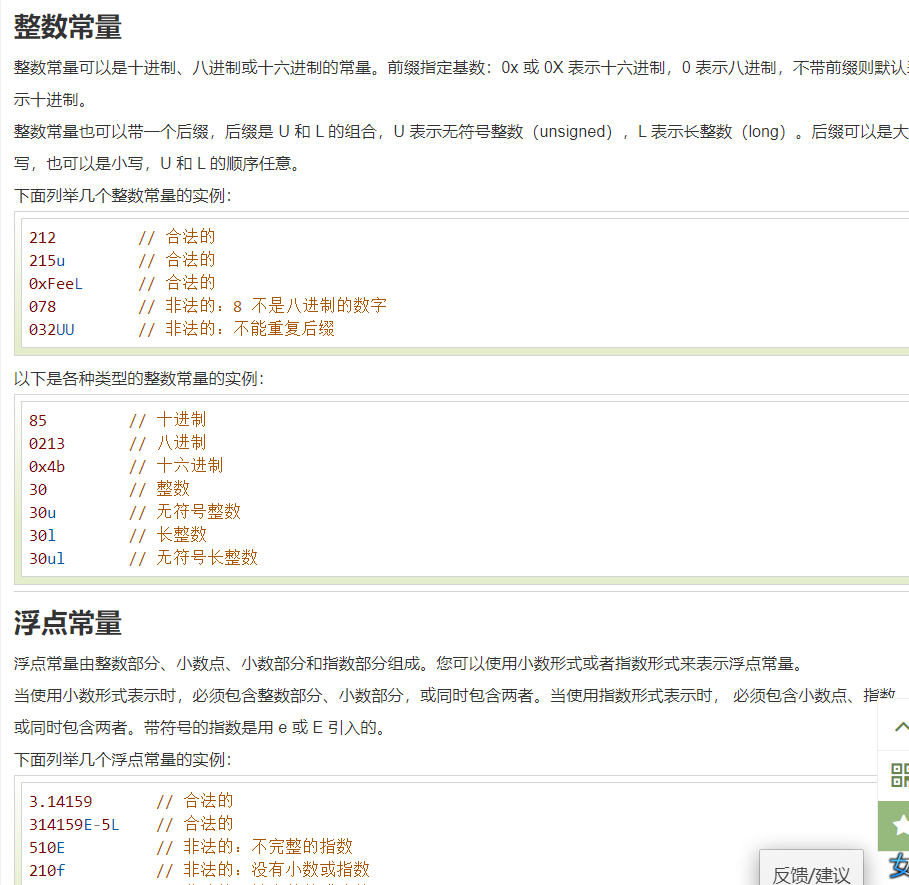 整数常量
整数常量可以是十进制、八进制或十六进制的常量。前缀指定基数：0x 或 0X 表示十六进制，0 表示八进制，不带前缀则默认
示十进制。
整数常量也可以带一个后缀，后缀是 U 和 L 的组合，U 表示无符号整数（unsigned），L 表示长整数（long）。后缀可以是大
写，也可以是小写，U 和 L 的顺序任意。
下面列举几个整数常量的实例：
212         // 合法的
215u        // 合法的
0xFeeL      // 合法的
078         // 非法的：8 不是八进制的数字
032UU       // 非法的：不能重复后缀
以下是各种类型的整数常量的实例：
85         // 十进制
0213       // 八进制
0x4b       // 十六进制
30         // 整数
30u        // 无符号整数
30l        // 长整数
30ul       // 无符号长整数
浮点常量
浮点常量由整数部分、小数点、小数部分和指数部分组成。您可以使用小数形式或者指数形式来表示浮点常量。
当使用小数形式表示时，必须包含整数部分、小数部分，或同时包含两者。当使用指数形式表示时， 必须包含小数点、指数，
或同时包含两者。带符号的指数是用 e 或 E 引入的。
下面列举几个浮点常量的实例：
3.14159       // 合法的
314159E-5L    // 合法的
510E          // 非法的：不完整的指数
210f          // 非法的：没有小数或指数
反馈/建议